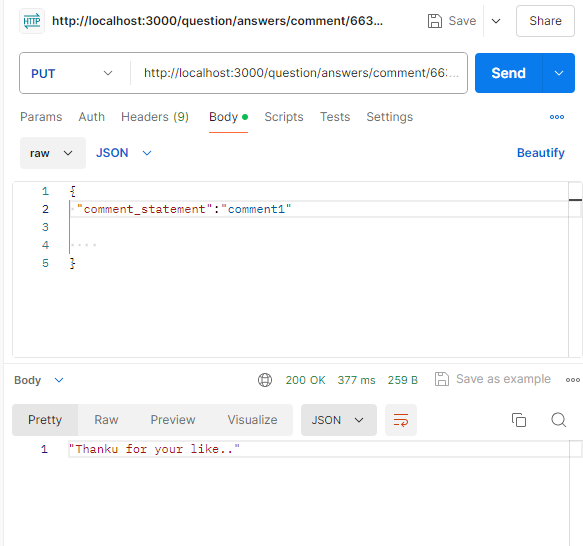 HTTP http://localhost:3000/question/answers/comment/663...
Save
Share
PUT
http://localhost:3000/question/answers/comment/66:...
Send
Params Auth Headers (9) Body Scripts Tests Settings
raw JSON Beautify
1 {
2 "comment_statement":"comment1"
3
4
5 }
Body 200 OK 377 ms 259 B Save as example
Pretty Raw Preview Visualize JSON
1 "Thanku for your like.."